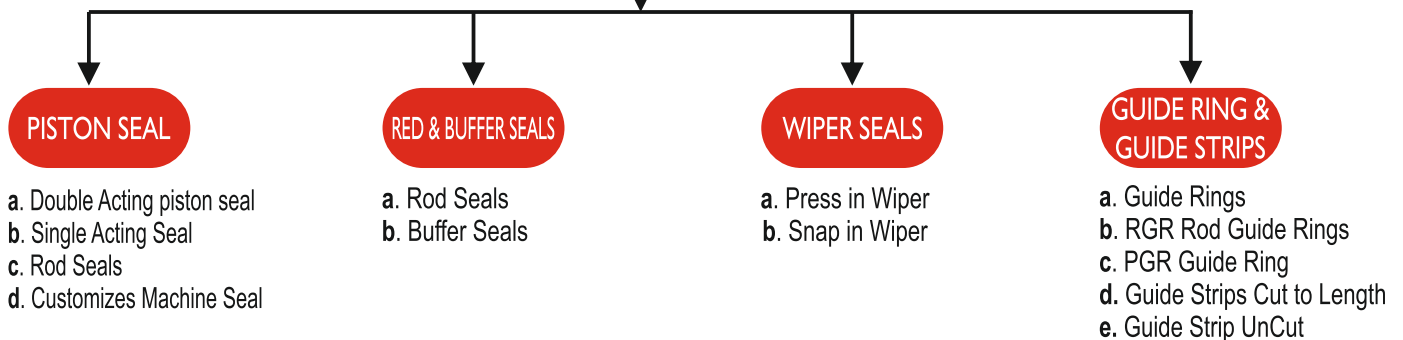 PISTON SEAL
a. Double Acting piston seal
b. Single Acting Seal
c. Rod Seals
d. Customizes Machine Seal
RED & BUFFER SEALS
a. Rod Seals
b. Buffer Seals
WIPER SEALS
a. Press in Wiper
b. Snap in Wiper
GUIDE RING &
GUIDE STRIPS
a. Guide Rings
b. RGR Rod Guide Rings
c. PGR Guide Ring
d. Guide Strips Cut to Length
e. Guide Strip UnCut